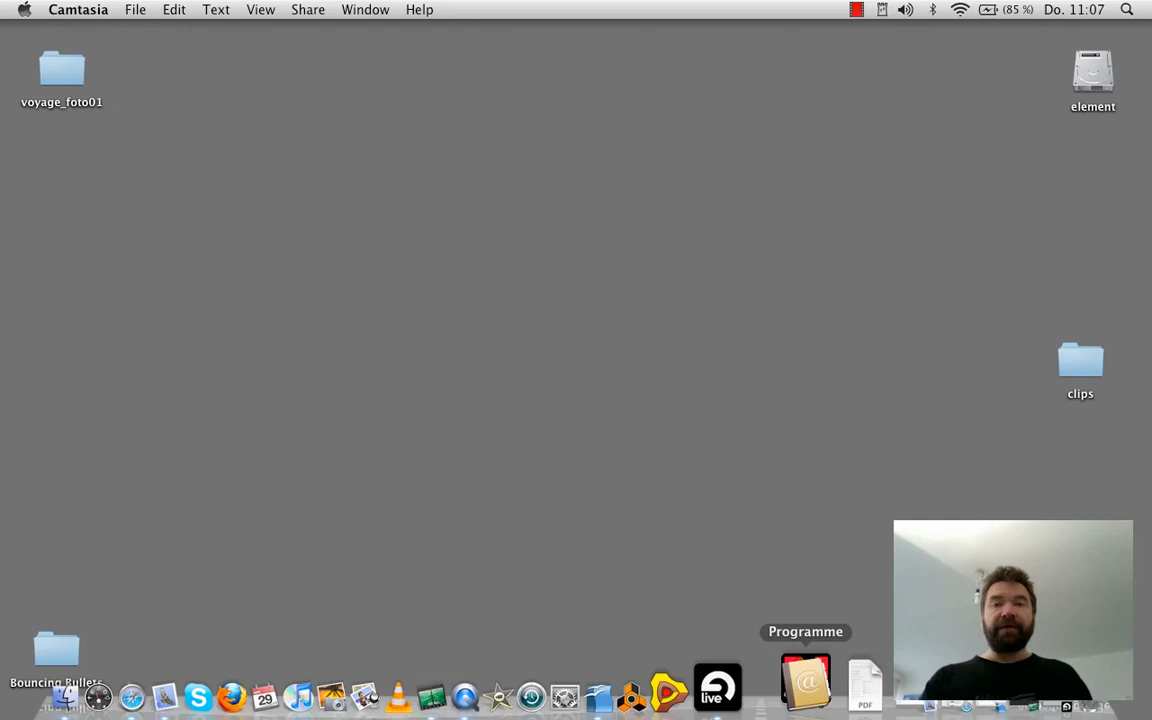 Camtasia File Edit Text View Share Window Help (85 %) Do. 11:07
voyage_foto01
element
clips
Programme
Bouncing Bullets
29
live
@
PDF